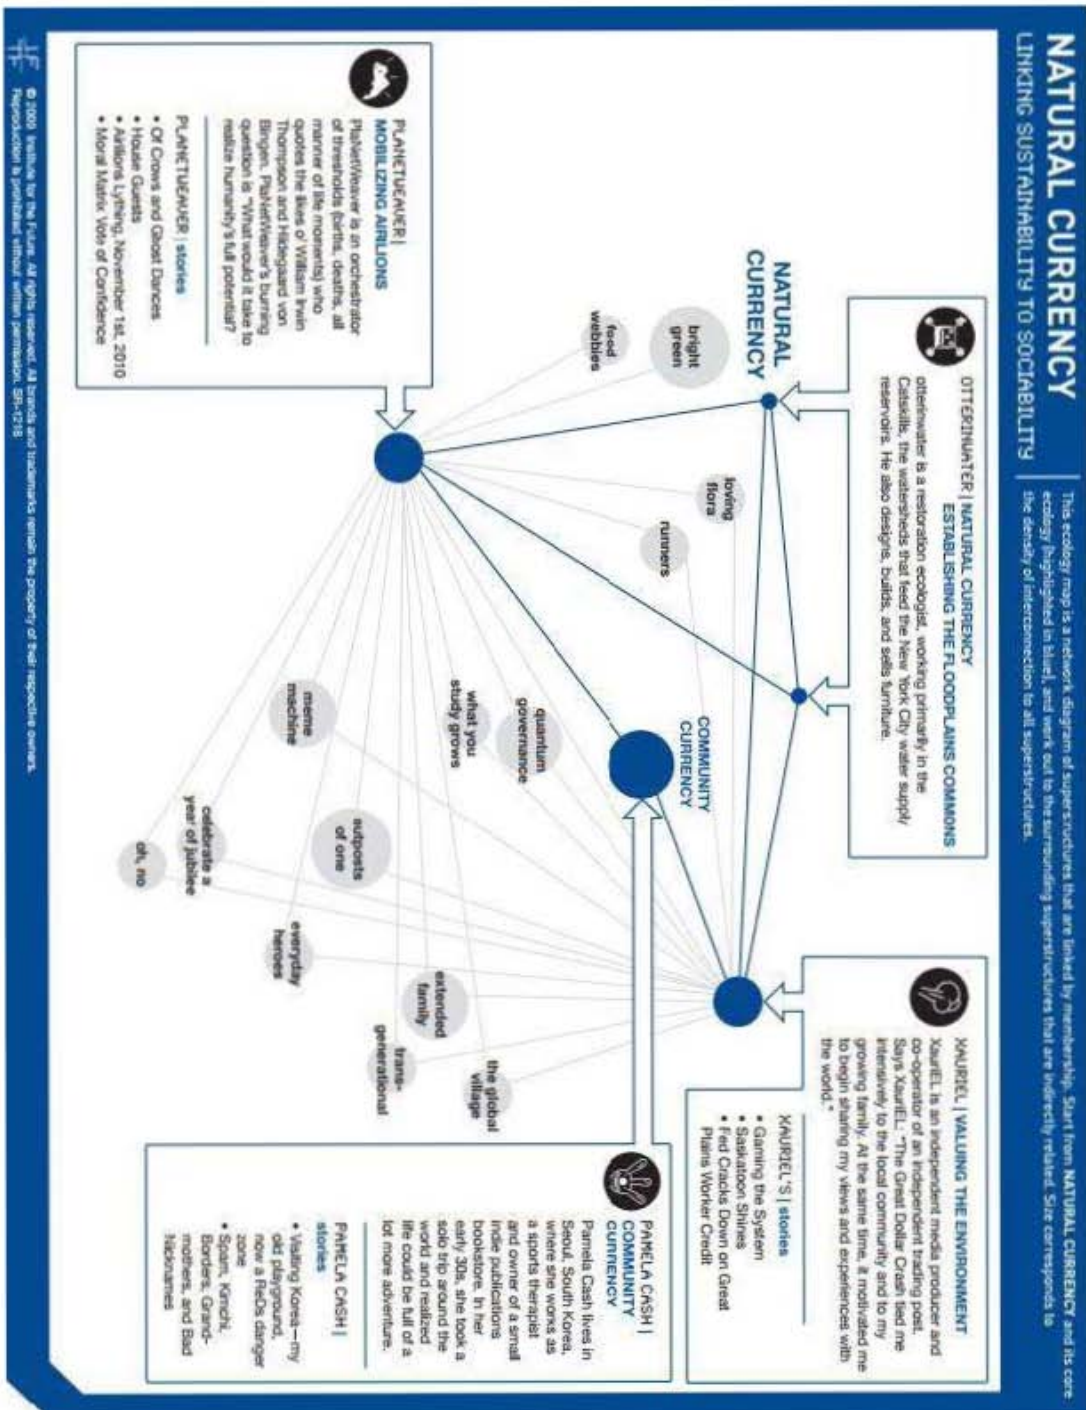 NATURAL CURRENCY
LINKING SUSTAINABILITY TO SOCIABILITY
This ecology map is a network diagram of superstructures that are linked by membership. Start from NATURAL CURRENCY and its core
ecology (highlighted in blue), and work out to the surrounding superstructures that are indirectly related. Size corresponds to
the density of interconnection to all superstructures.
OTTERINWATER | NATURAL CURRENCY
ESTABLISHING THE FLOODPLAINS COMMONS
otterinwater is a restoration ecologist, working primarily in the
Catskills, the watersheds that feed the New York City water supply
reservoirs. He also designs, builds, and sells furniture.
XAURIEL | VALUING THE ENVIRONMENT
XaurIEL is an independent media producer and
co-operator of an independent trading post.
Says XaurIEL: "The Great Dollar Crash tied me
intensively to the local community and to my
growing family. At the same time, it motivated me
to begin sharing my views and experiences with
the world."
XAURIEL'S | stories
• Gaming the System
• Saskatoon Shines
• Fed Cracks Down on Great
Plains Worker Credit
NATURAL
CURRENCY
bright
green
food
webbies
loving
flora
runners
COMMUNITY
CURRENCY
quantum
governance
what you
study grows
meme
machine
outposts
of one
celebrate a
year of jubilee
oh, no
everyday
heroes
extended
family
trans-
generational
the global
village
PLANETWEAVER |
MOBILIZING AIRLIONS
PlaNetWeaver is an orchestrator
of thresholds (births, deaths, all
manner of life moments) who
quotes the likes of William Irwin
Thompson and Hildegaard von
Bingen. PlaNetWeaver's burning
question is "What would it take to
realize humanity's full potential?
PLANETWEAVER | stories
• Of Crows and Ghost Dances
• House Guests
• Airlions Lything, November 1st, 2010
• Moral Matrix Vote of Confidence
PAMELA CASH |
COMMUNITY
CURRENCY
Pamela Cash lives in
Seoul, South Korea,
where she works as
a sports therapist
and owner of a small
indie publications
bookstore. In her
early 30s, she took a
solo trip around the
world and realized
life could be full of a
lot more adventure.
PAMELA CASH |
stories
• Visiting Korea—my
old playground,
now a ReDs danger
zone
• Spam, Kimchi,
Borders, Grand-
mothers, and Bad
Nicknames
© 2009 Institute for the Future. All rights reserved. All brands and trademarks remain the property of their respective owners.
Reproduction is prohibited without written permission. SR-1218